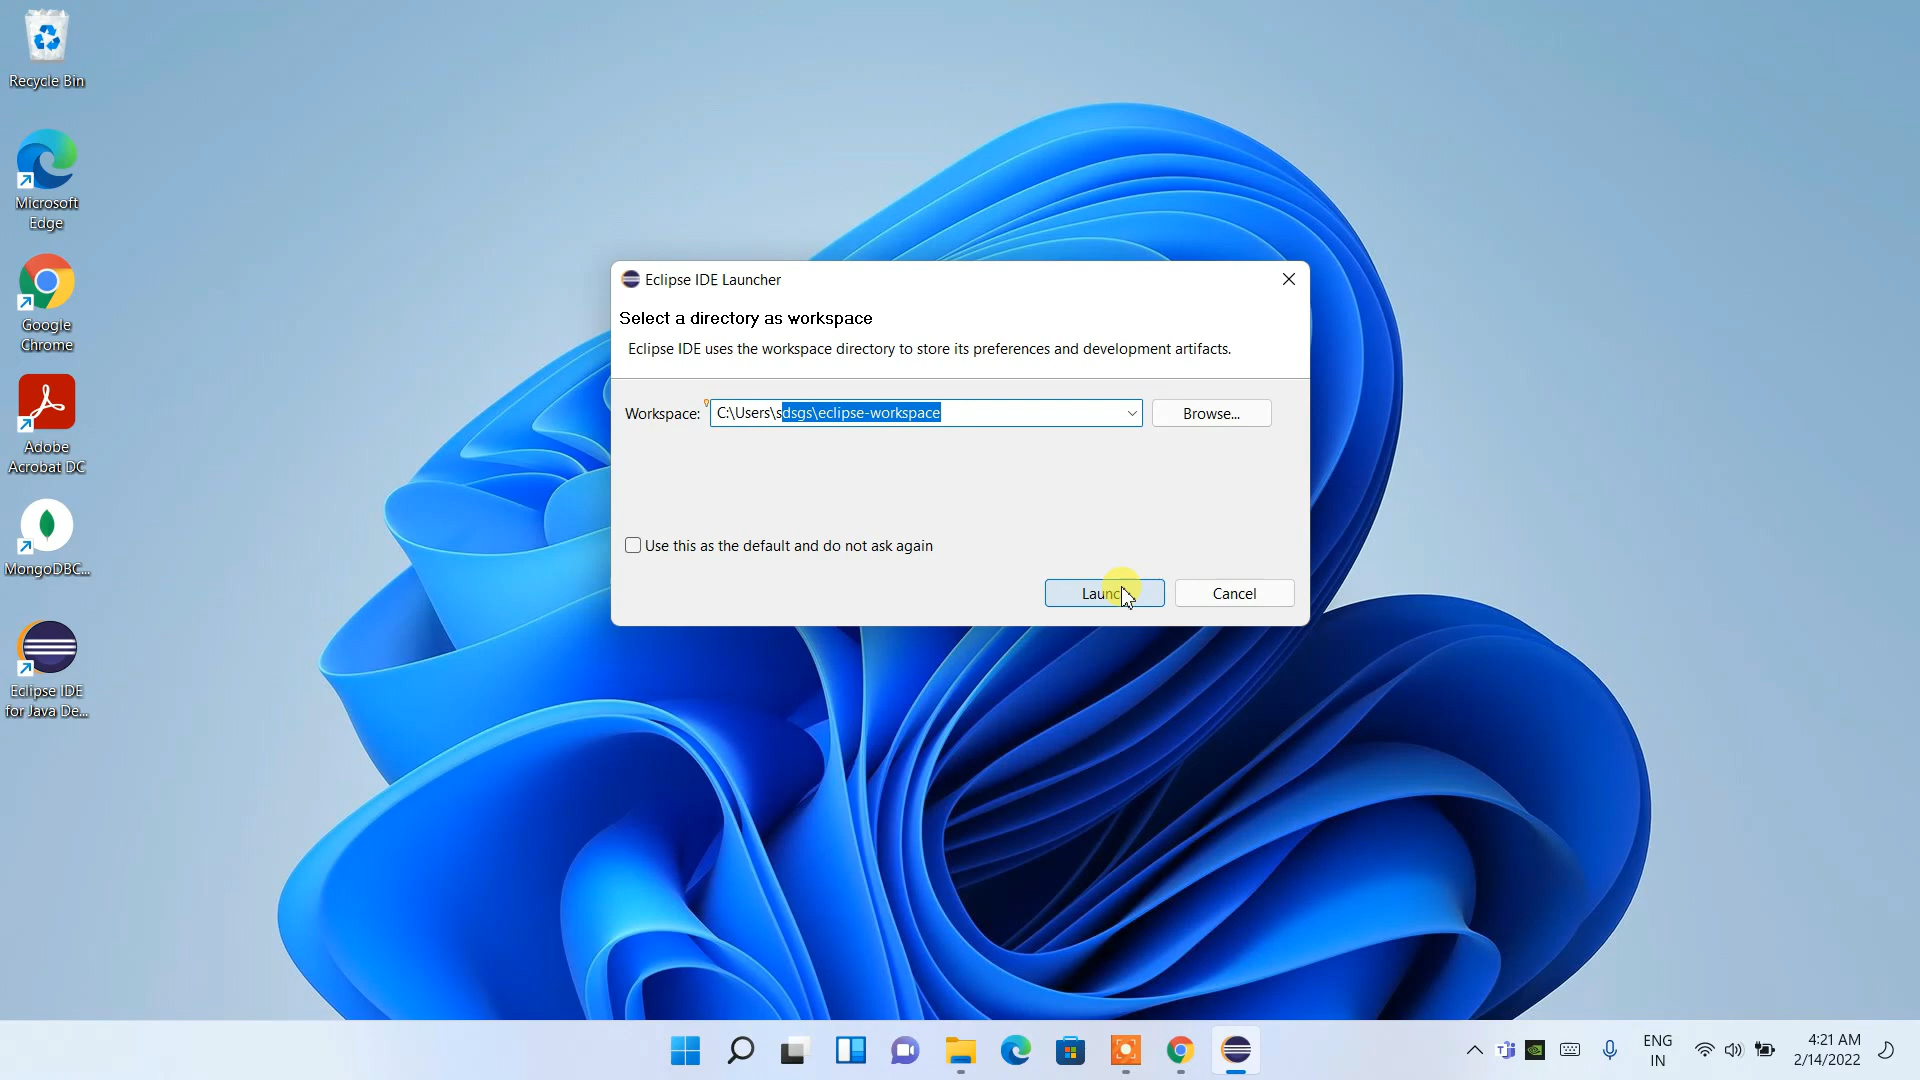 Recycle Bin
Microsoft
Edge
Google
Chrome
Adobe
Acrobat DC
MongoDBC...
Eclipse IDE
for Java De...
Eclipse IDE Launcher
Select a directory as workspace
Eclipse IDE uses the workspace directory to store its preferences and development artifacts.
Workspace: C:\Users\sdsgs\eclipse-workspace Browse...
Use this as the default and do not ask again
Launch Cancel
ENG
IN
4:21 AM
2/14/2022